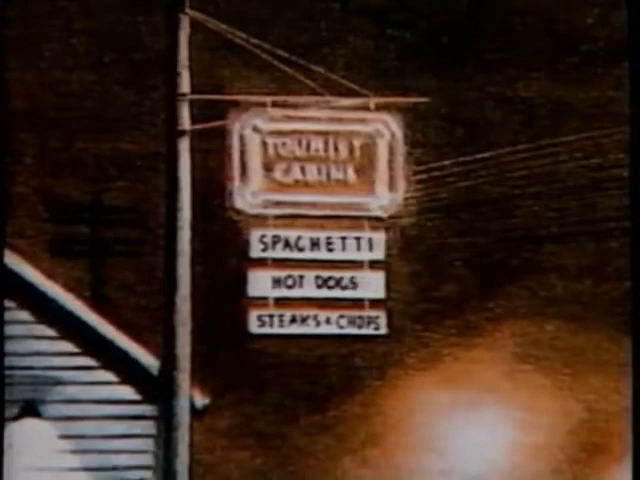 TOURIST
CABINS
SPAGHETTI
HOT DOGS
STEAKS & CHOPS